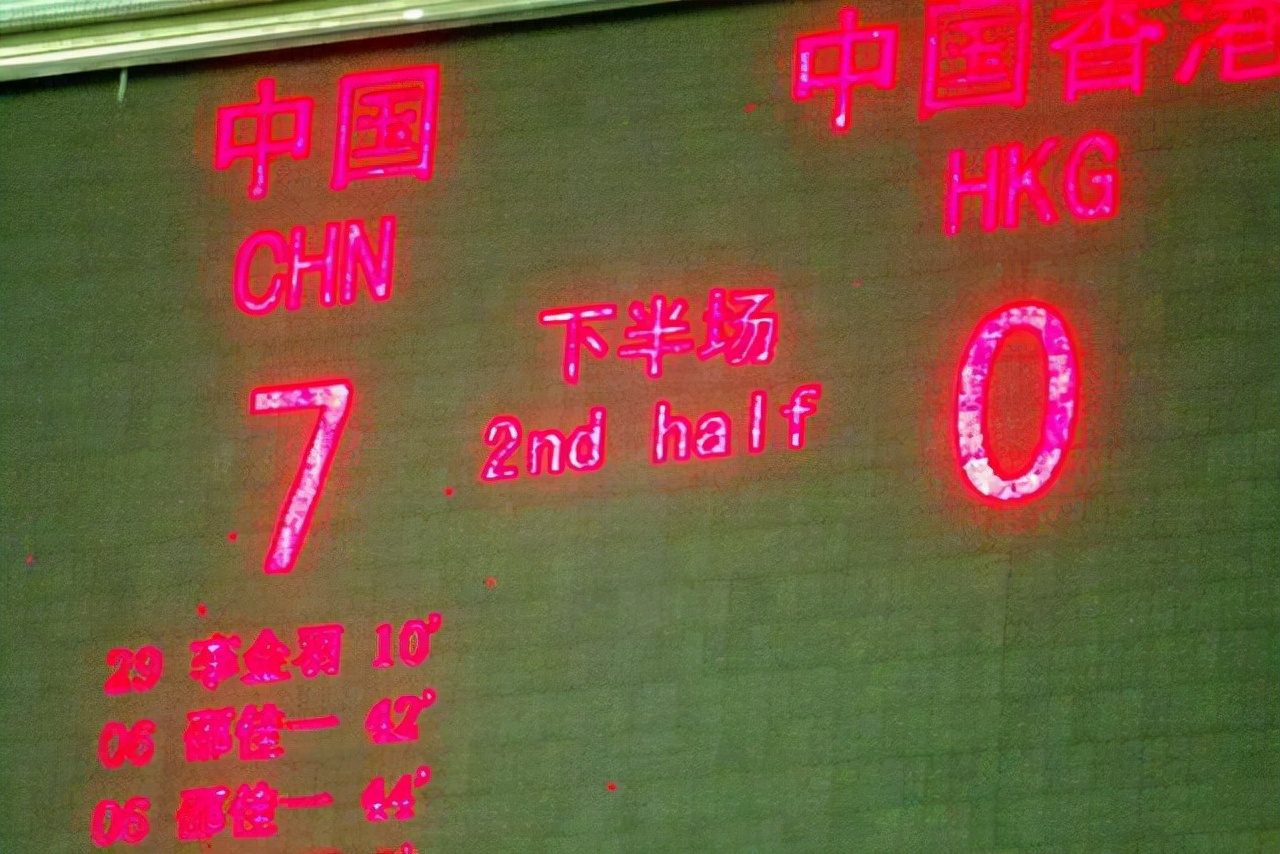 中国
CHN
7
下半场
2nd half
中国香港
HKG
0
29 李金羽 10'
06 邵佳一 42'
06 邵佳一 44'